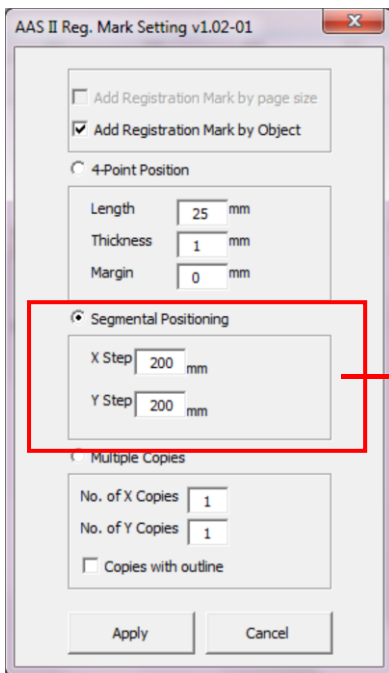 AAS II Reg. Mark Setting v1.02-01
Add Registration Mark by page size
Add Registration Mark by Object
4-Point Position
Length 25 mm
Thickness 1 mm
Margin 0 mm
Segmental Positioning
X Step 200 mm
Y Step 200 mm
Multiple Copies
No. of X Copies 1
No. of Y Copies 1
Copies with outline
Apply Cancel